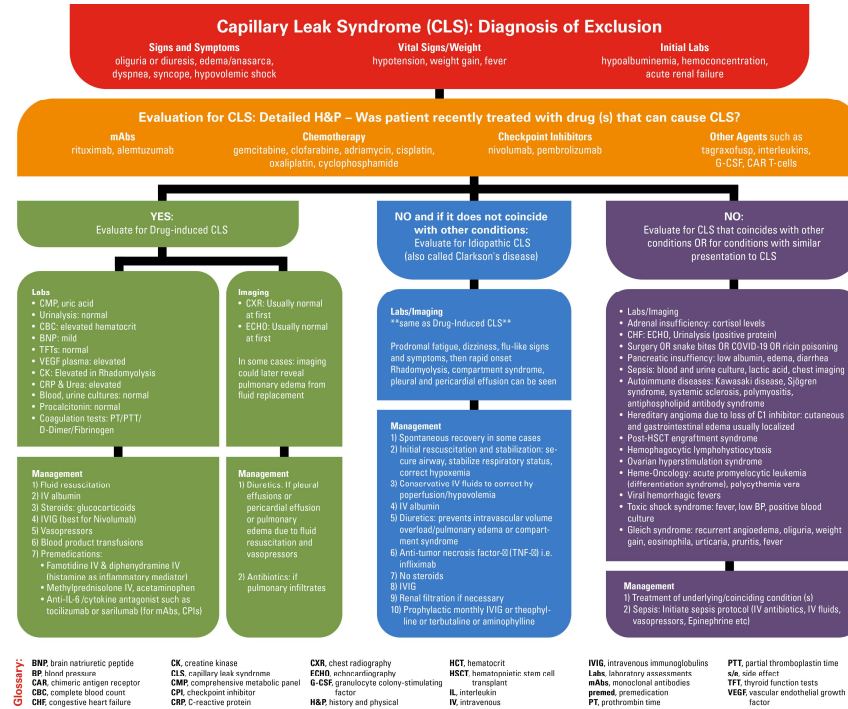 Capillary Leak Syndrome (CLS): Diagnosis of Exclusion
Signs and Symptoms
oliguria or diuresis, edema/anasarca,
dyspnea, syncope, hypovolemic shock
Vital Signs/Weight
hypotension, weight gain, fever
Initial Labs
hypoalbuminemia, hemoconcentration,
acute renal failure
Evaluation for CLS: Detailed H&P – Was patient recently treated with drug (s) that can cause CLS?
mAbs
rituximab, alemtuzumab
Chemotherapy
gemcitabine, clofarabine, adriamycin, cisplatin,
oxaliplatin, cyclophosphamide
Checkpoint Inhibitors
nivolumab, pembrolizumab
Other Agents such as
tagraxofusp, interleukins,
G-CSF, CAR T-cells
YES:
Evaluate for Drug-induced CLS
Labs
• CMP, uric acid
• Urinalysis: normal
• CBC: elevated hematocrit
• BNP: mild
• TFTs: normal
• VEGF plasma: elevated
• CK: Elevated in Rhadomyolysis
• CRP & Urea: elevated
• Blood, urine cultures: normal
• Procalcitonin: normal
• Coagulation tests: PT/PTT/
D-Dimer/Fibrinogen
Imaging
• CXR: Usually normal
at first
• ECHO: Usually normal
at first
In some cases: imaging
could later reveal
pulmonary edema from
fluid replacement
Management
1) Fluid resuscitation
2) IV albumin
3) Steroids: glucocorticoids
4) IVIG (best for Nivolumab)
5) Vasopressors
6) Blood product transfusions
7) Premedications:
• Famotidine IV & diphenydramine IV
(histamine as inflammatory mediator)
• Methylprednisolone IV, acetaminophen
• Anti-IL-6 /cytokine antagonist such as
tocilizumab or sarilumab (for mAbs, CPIs)
Management
1) Diuretics: If pleural
effusions or
pericardial effusion
or pulmonary
edema due to fluid
resuscitation and
vasopressors
2) Antibiotics: if
pulmonary infiltrates
NO and if it does not coincide
with other conditions:
Evaluate for Idiopathic CLS
(also called Clarkson's disease)
Labs/Imaging
**same as Drug-Induced CLS**
Prodromal fatigue, dizziness, flu-like signs
and symptoms, then rapid onset
Rhadomyolysis, compartment syndrome,
pleural and pericardial effusion can be seen
Management
1) Spontaneous recovery in some cases
2) Initial resuscitation and stabilization: se-
cure airway, stabilize respiratory status,
correct hypoxemia
3) Conservative IV fluids to correct hy
poperfusion/hypovolemia
4) IV albumin
5) Diuretics: prevents intravascular volume
overload/pulmonary edema or compart-
ment syndrome
6) Anti-tumor necrosis factor- (TNF- ) i.e.
infliximab
7) No steroids
8) IVIG
9) Renal filtration if necessary
10) Prophylactic monthly IVIG or theophyl-
line or terbutaline or aminophylline
NO:
Evaluate for CLS that coincides with other
conditions OR for conditions with similar
presentation to CLS
• Labs/Imaging
• Adrenal insufficiency: cortisol levels
• CHF: ECHO, Urinalysis (positive protein)
• Surgery OR snake bites OR COVID-19 OR ricin poisoning
• Pancreatic insuffiency: low albumin, edema, diarrhea
• Sepsis: blood and urine culture, lactic acid, chest imaging
• Autoimmune diseases: Kawasaki disease, Sjögren
syndrome, systemic sclerosis, polymyositis,
antiphospholipid antibody syndrome
• Hereditary angioma due to loss of C1 inhibitor: cutaneous
and gastrointestinal edema usually localized
• Post-HSCT engraftment syndrome
• Hemophagocytic lymphohystiocytosis
• Ovarian hyperstimulation syndrome
• Heme-Oncology: acute promyelocytic leukemia
(differentiation syndrome), polycythemia vera
• Viral hemorrhagic fevers
• Toxic shock syndrome: fever, low BP, positive blood
culture
• Gleich syndrome: recurrent angioedema, oliguria, weight
gain, eosinophila, urticaria, pruritis, fever
Management
1) Treatment of underlying/coinciding condition (s)
2) Sepsis: Initiate sepsis protocol (IV antibiotics, IV fluids,
vasopressors, Epinephrine etc)
Glossary:
BNP, brain natriuretic peptide
BP, blood pressure
CAR, chimeric antigen receptor
CBC, complete blood count
CHF, congestive heart failure
CK, creatine kinase
CLS, capillary leak syndrome
CMP, comprehensive metabolic panel
CPI, checkpoint inhibitor
CRP, C-reactive protein
CXR, chest radiography
ECHO, echocardiography
G-CSF, granulocyte colony-stimulating
factor
H&P, history and physical
HCT, hematocrit
HSCT, hematopoietic stem cell
transplant
IL, interleukin
IV, intravenous
IVIG, intravenous immunoglobulins
Labs, laboratory assessments
mAbs, monoclonal antibodies
premed, premedication
PT, prothrombin time
PTT, partial thromboplastin time
s/e, side effect
TFT, thyroid function tests
VEGF, vascular endothelial growth
factor